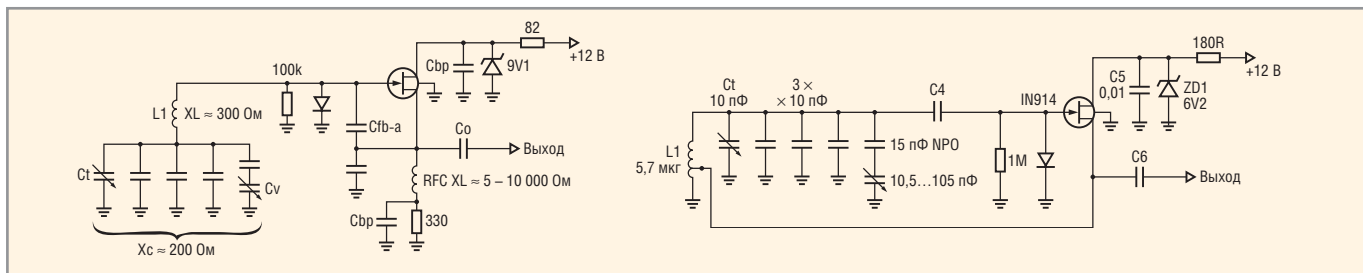 82
+12 В
Cbp
9V1
100k
L1 XL ≈ 300 Ом
Cfb-a
Co
Выход
Ct
Cv
RFC XL ≈ 5 – 10 000 Ом
Cbp
330
Xc ≈ 200 Ом
180R
+12 В
C5
0,01
ZD1
6V2
IN914
Ct
10 пФ
3 ×
× 10 пФ
C4
L1
5,7 мкг
15 пФ NPO
10,5...105 пФ
1M
C6
Выход